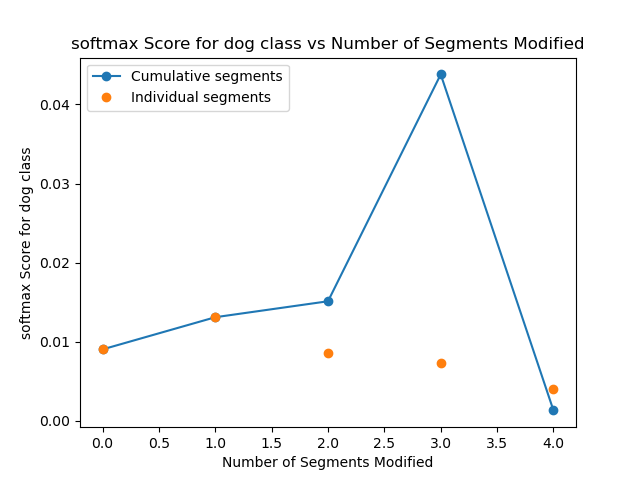 softmax Score for dog class vs Number of Segments Modified
Cumulative segments
Individual segments
softmax Score for dog class
0.04
0.03
0.02
0.01
0.00
0.0 0.5 1.0 1.5 2.0 2.5 3.0 3.5 4.0
Number of Segments Modified